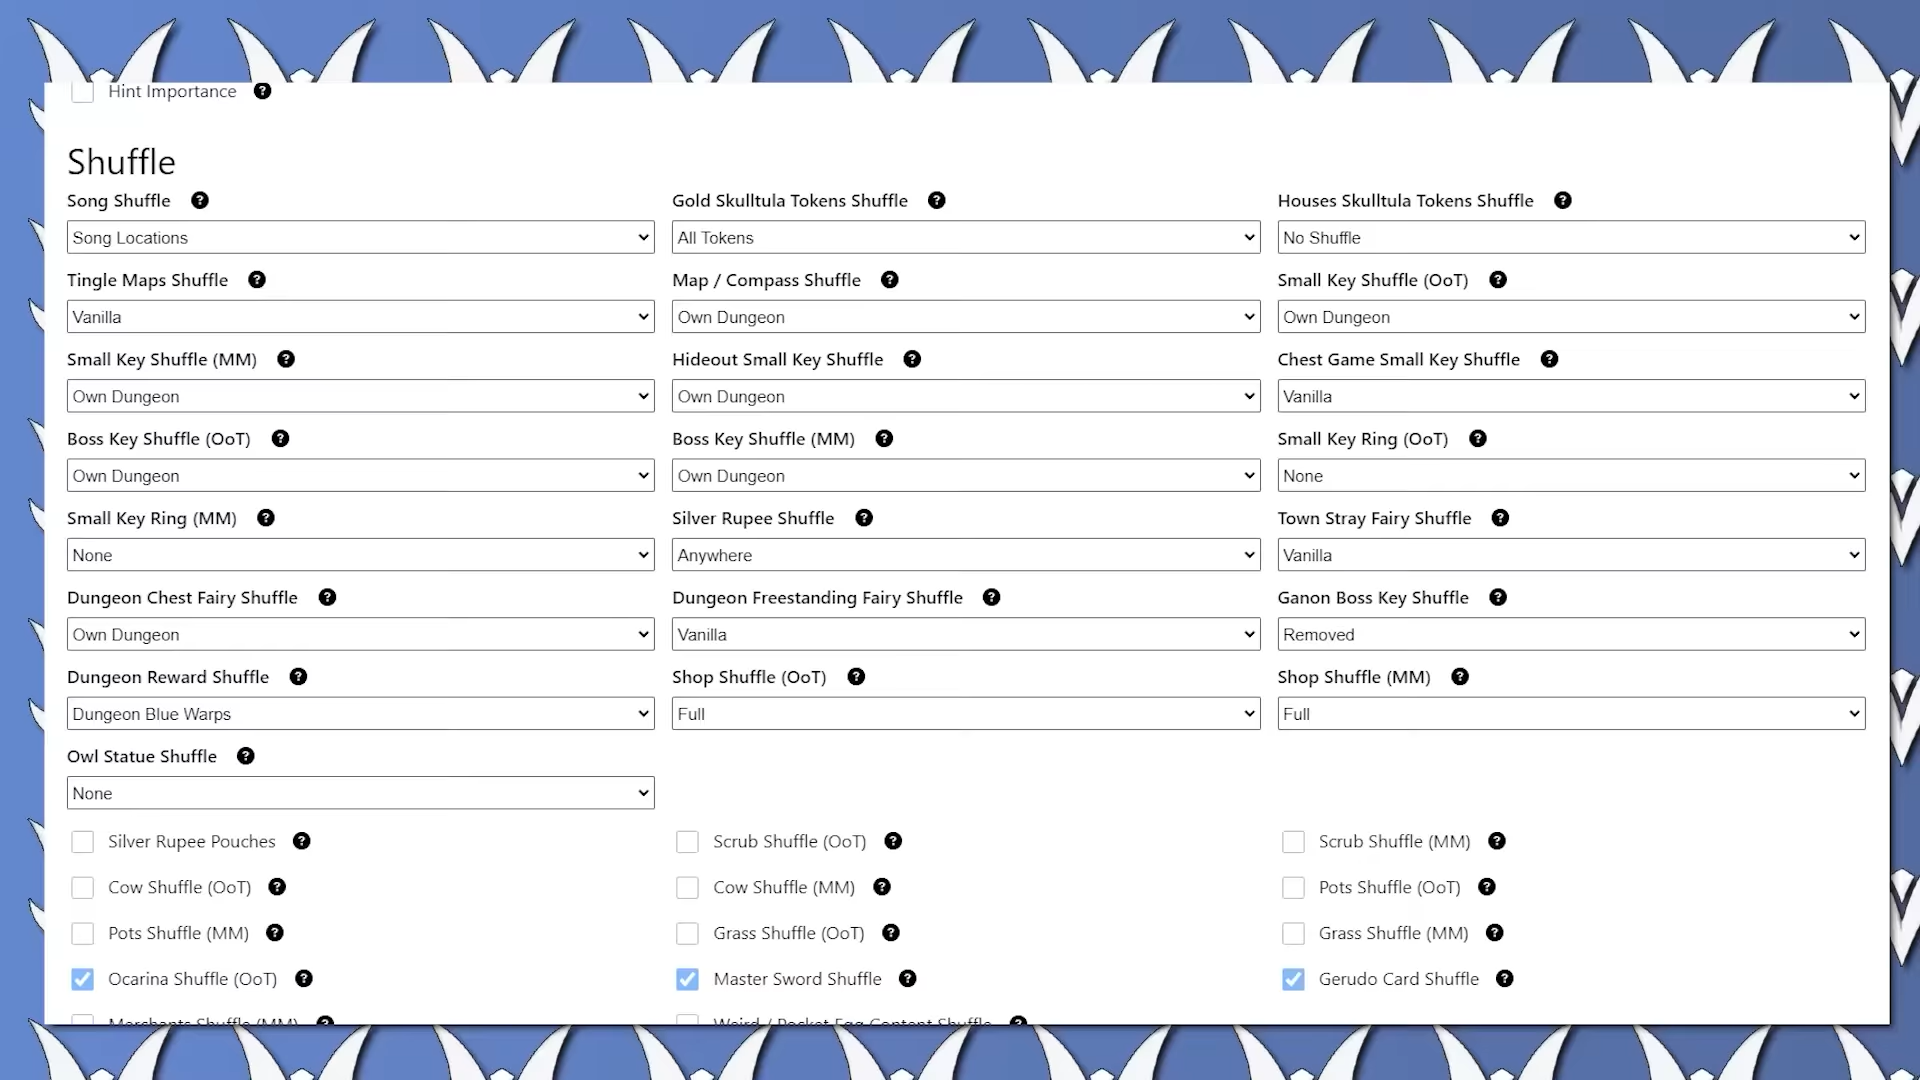 Hint Importance ?
Shuffle
Song Shuffle ? Gold Skulltula Tokens Shuffle ? Houses Skulltula Tokens Shuffle ?
Song Locations All Tokens No Shuffle
Tingle Maps Shuffle ? Map / Compass Shuffle ? Small Key Shuffle (OoT) ?
Vanilla Own Dungeon Own Dungeon
Small Key Shuffle (MM) ? Hideout Small Key Shuffle ? Chest Game Small Key Shuffle ?
Own Dungeon Own Dungeon Vanilla
Boss Key Shuffle (OoT) ? Boss Key Shuffle (MM) ? Small Key Ring (OoT) ?
Own Dungeon Own Dungeon None
Small Key Ring (MM) ? Silver Rupee Shuffle ? Town Stray Fairy Shuffle ?
None Anywhere Vanilla
Dungeon Chest Fairy Shuffle ? Dungeon Freestanding Fairy Shuffle ? Ganon Boss Key Shuffle ?
Own Dungeon Vanilla Removed
Dungeon Reward Shuffle ? Shop Shuffle (OoT) ? Shop Shuffle (MM) ?
Dungeon Blue Warps Full Full
Owl Statue Shuffle ?
None
Silver Rupee Pouches ? Scrub Shuffle (OoT) ? Scrub Shuffle (MM) ?
Cow Shuffle (OoT) ? Cow Shuffle (MM) ? Pots Shuffle (OoT) ?
Pots Shuffle (MM) ? Grass Shuffle (OoT) ? Grass Shuffle (MM) ?
Ocarina Shuffle (OoT) ? Master Sword Shuffle ? Gerudo Card Shuffle ?
Merchants Shuffle (MM) ? Weird / Pocket Egg Content Shuffle ?